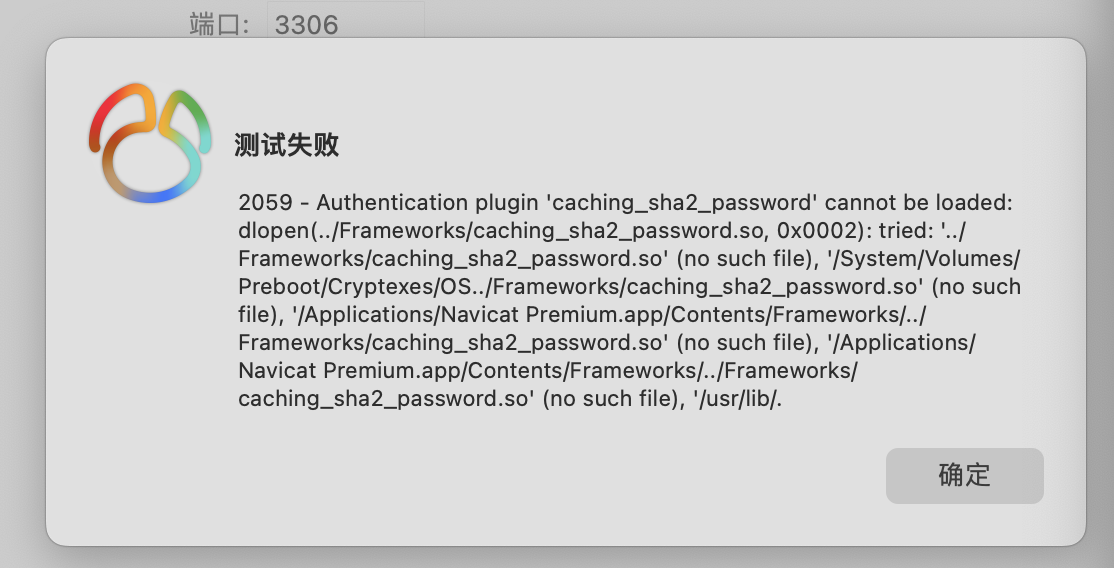 端口: 3306
测试失败
2059 - Authentication plugin 'caching_sha2_password' cannot be loaded:
dlopen(../Frameworks/caching_sha2_password.so, 0x0002): tried: '../
Frameworks/caching_sha2_password.so' (no such file), '/System/Volumes/
Preboot/Cryptexes/OS../Frameworks/caching_sha2_password.so' (no such
file), '/Applications/Navicat Premium.app/Contents/Frameworks/../
Frameworks/caching_sha2_password.so' (no such file), '/Applications/
Navicat Premium.app/Contents/Frameworks/../Frameworks/
caching_sha2_password.so' (no such file), '/usr/lib/.
确定